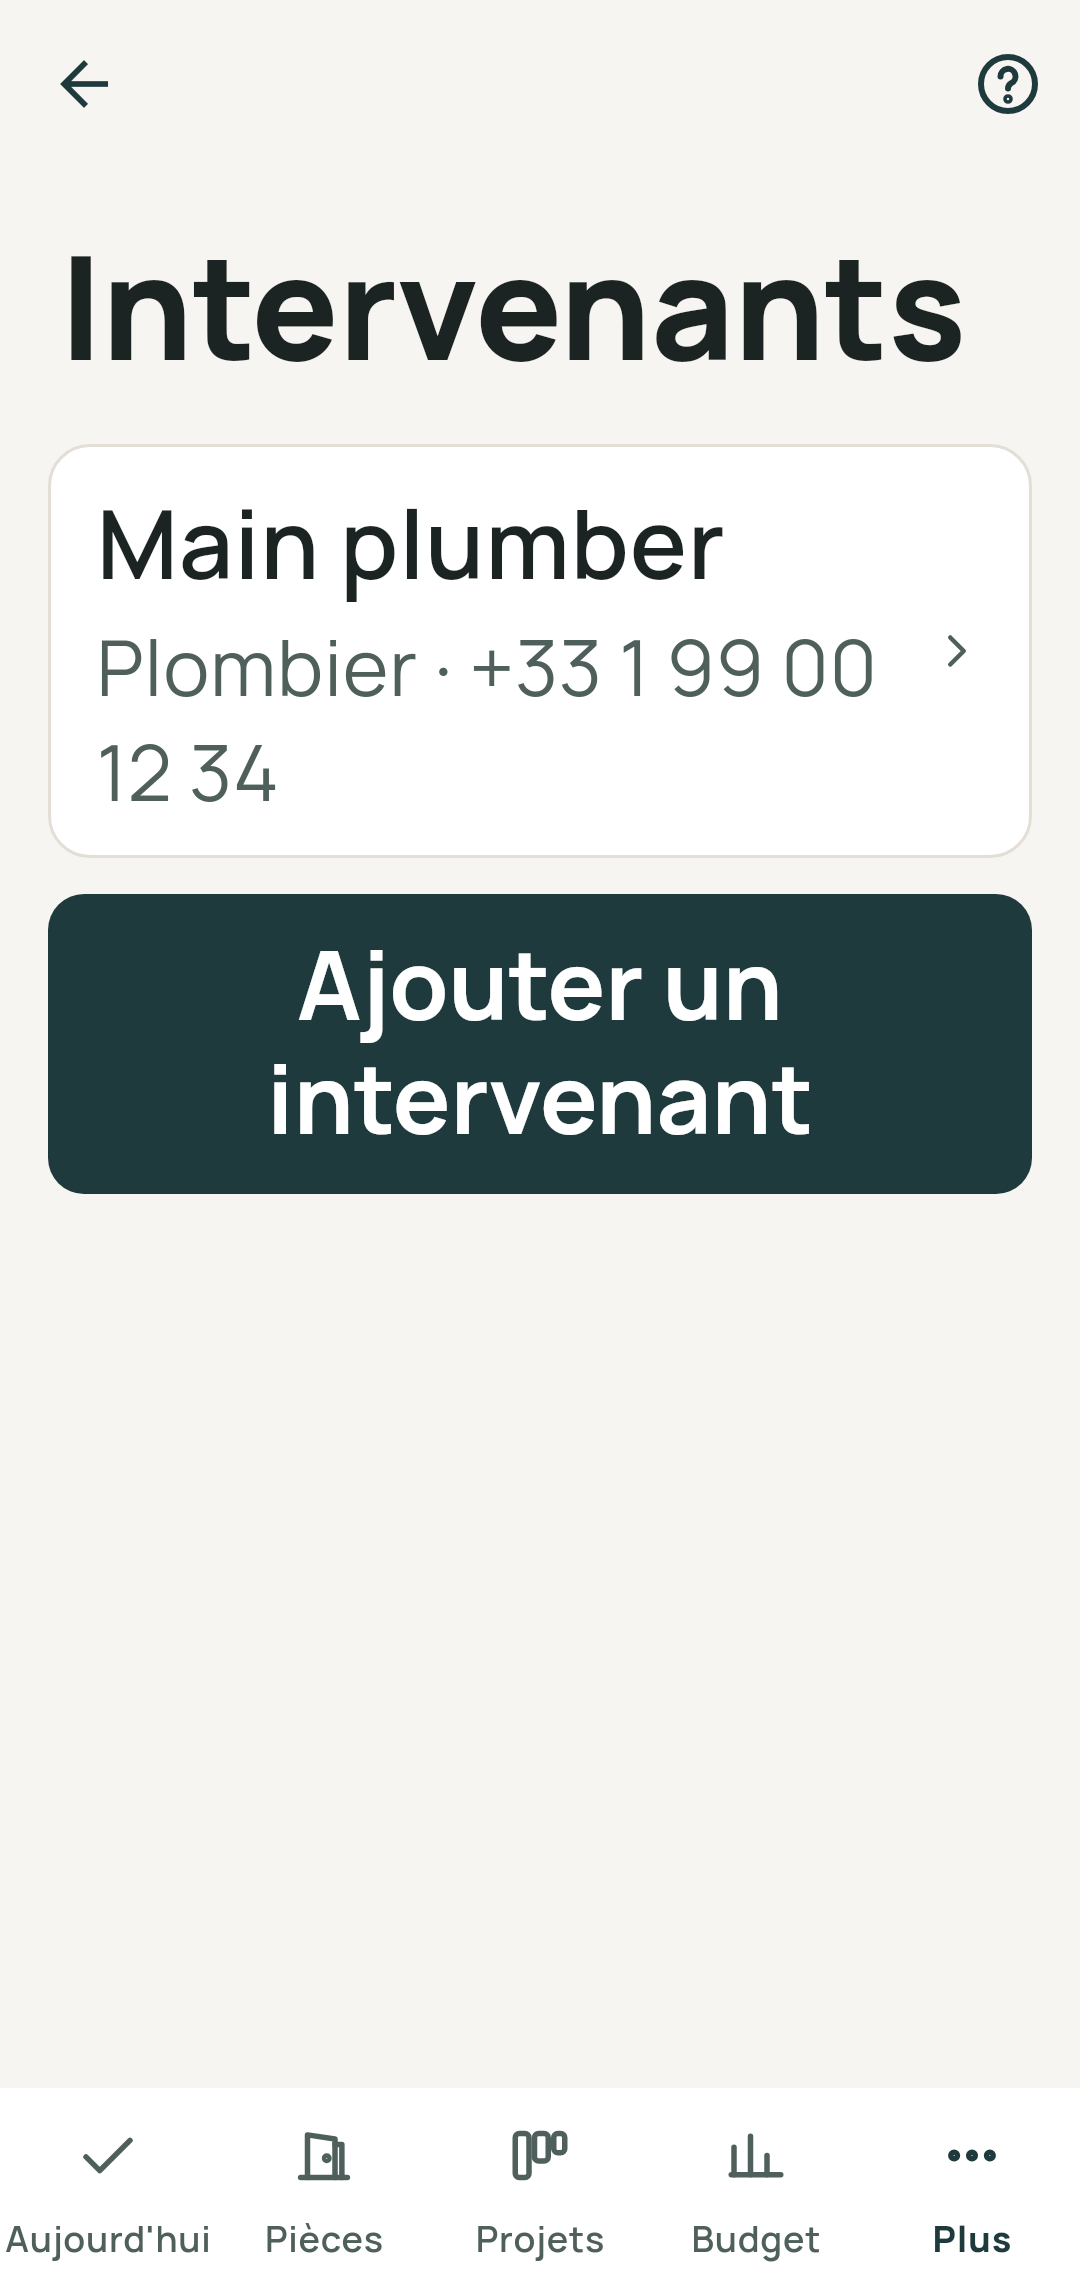 Intervenants
Main plumber
Plombier · +33 1 99 00
12 34
Ajouter un
intervenant
Aujourd'hui
Pièces
Projets
Budget
Plus